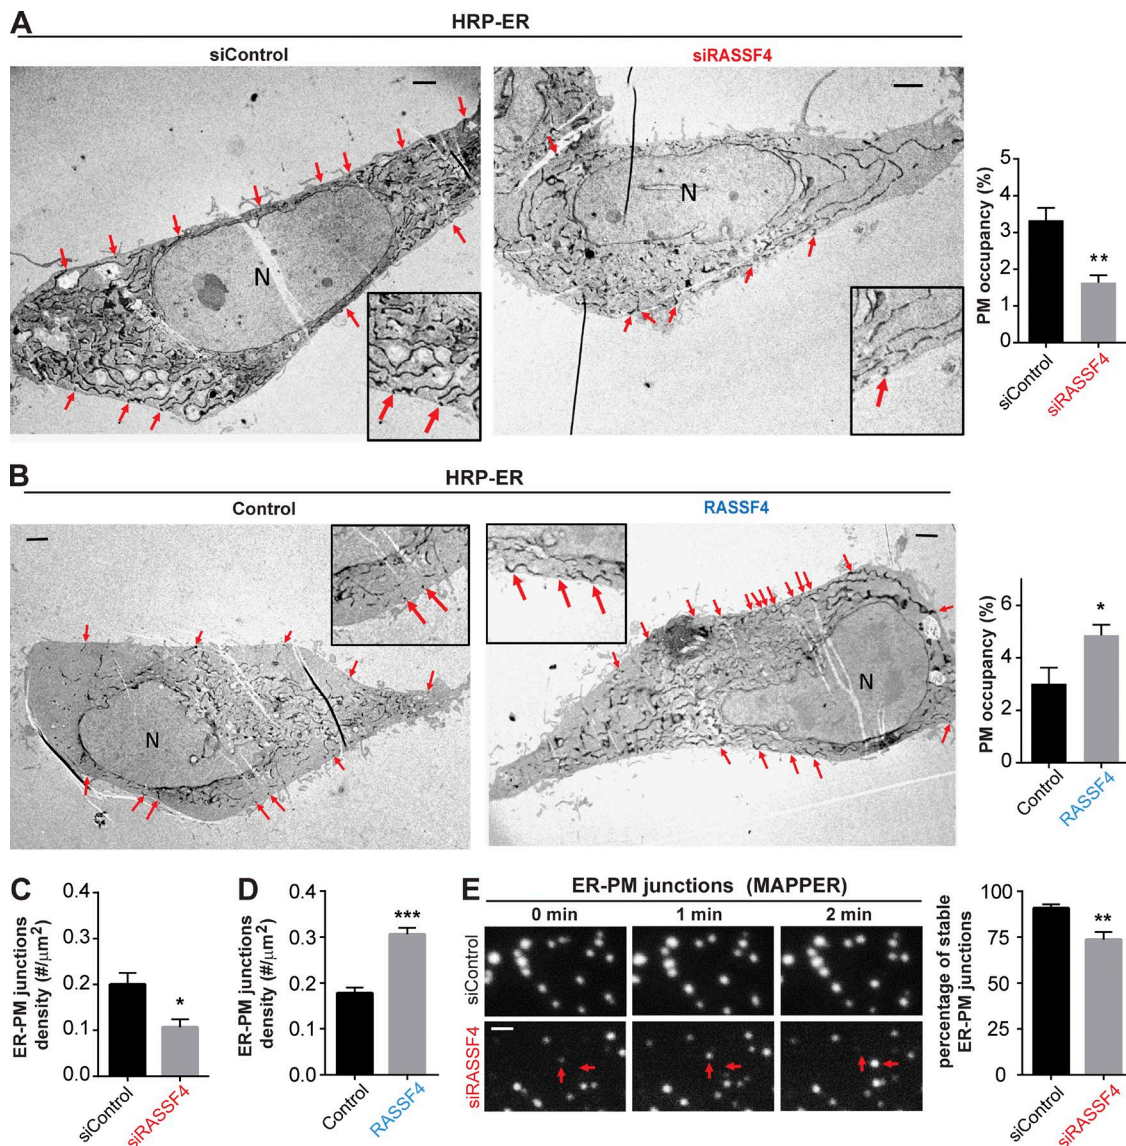 A
HRP-ER
siControl
siRASSF4
N
N
PM occupancy (%)
5
4
3
2
1
0
**
siControl
siRASSF4
B
HRP-ER
Control
RASSF4
N
N
PM occupancy (%)
6
4
2
0
*
Control
RASSF4
C
ER-PM junctions
density (#/μm2)
0.4
0.3
0.2
0.1
0.0
*
siControl
siRASSF4
D
ER-PM junctions
density (#/μm2)
0.4
0.3
0.2
0.1
0.0
***
Control
RASSF4
E
ER-PM junctions (MAPPER)
0 min
1 min
2 min
siControl
siRASSF4
percentage of stable
ER-PM junctions
100
75
50
25
0
**
siControl
siRASSF4